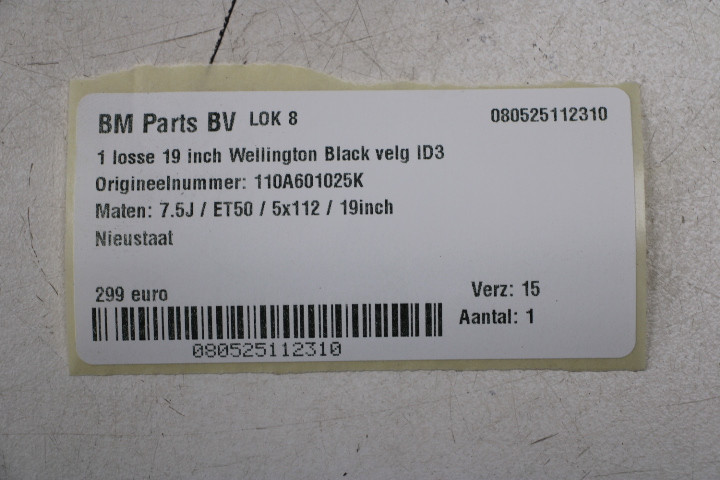 BM Parts BV LOK 8 080525112310
1 losse 19 inch Wellington Black velg ID3
Origineelnummer: 110A601025K
Maten: 7.5J / ET50 / 5x112 / 19inch
Nieustaat
299 euro Verz: 15
Aantal: 1
080525112310